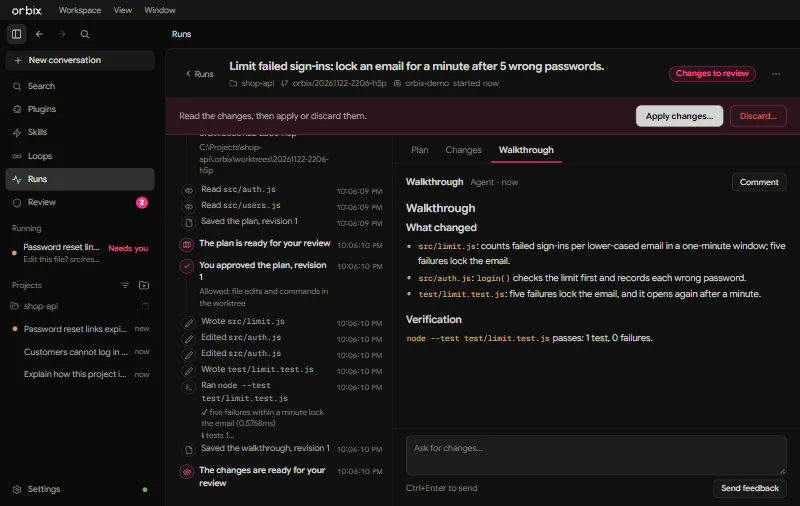 orbix Workspace View Window
Runs
New conversation
Search
Plugins
Skills
Loops
Runs
Review 2
Running
Password reset lin... Needs you
Edit this file? src/res...
Projects
shop-api
Password reset links expi... new
Customers cannot log in ... now
Explain how this project i... now
Settings
Runs
Limit failed sign-ins: lock an email for a minute after 5 wrong passwords.
shop-api orbix/20261122-2206-h5p orbix-demo started now
Changes to review
Read the changes, then apply or discard them.
Apply changes...
Discard...
h5p
C:\Projects\shop-
api\.orbix\worktrees\20261122-2206-
h5p
Read src/auth.js 10:06:09 PM
Read src/users.js 10:06:09 PM
Saved the plan, revision 1 10:06:09 PM
The plan is ready for your review 10:06:10 PM
You approved the plan, revision 10:06:10 PM
1
Allowed: file edits and commands in
the worktree
Wrote src/limit.js 10:06:10 PM
Edited src/auth.js 10:06:10 PM
Edited src/auth.js 10:06:10 PM
Wrote test/limit.test.js 10:06:10 PM
Ran node --test 10:06:10 PM
test/limit.test.js
✓ five failures within a minute lock
the email (0.5768ms)
ℹ tests 1...
Saved the walkthrough, revision 1 10:06:10 PM
The changes are ready for your 10:06:10 PM
review
Plan Changes Walkthrough
Walkthrough Agent · now
Comment
Walkthrough
What changed
• src/limit.js: counts failed sign-ins per lower-cased email in a one-minute window; five
failures lock the email.
• src/auth.js: login() checks the limit first and records each wrong password.
• test/limit.test.js: five failures lock the email, and it opens again after a minute.
Verification
node --test test/limit.test.js passes: 1 test, 0 failures.
Ask for changes...
Ctrl+Enter to send
Send feedback